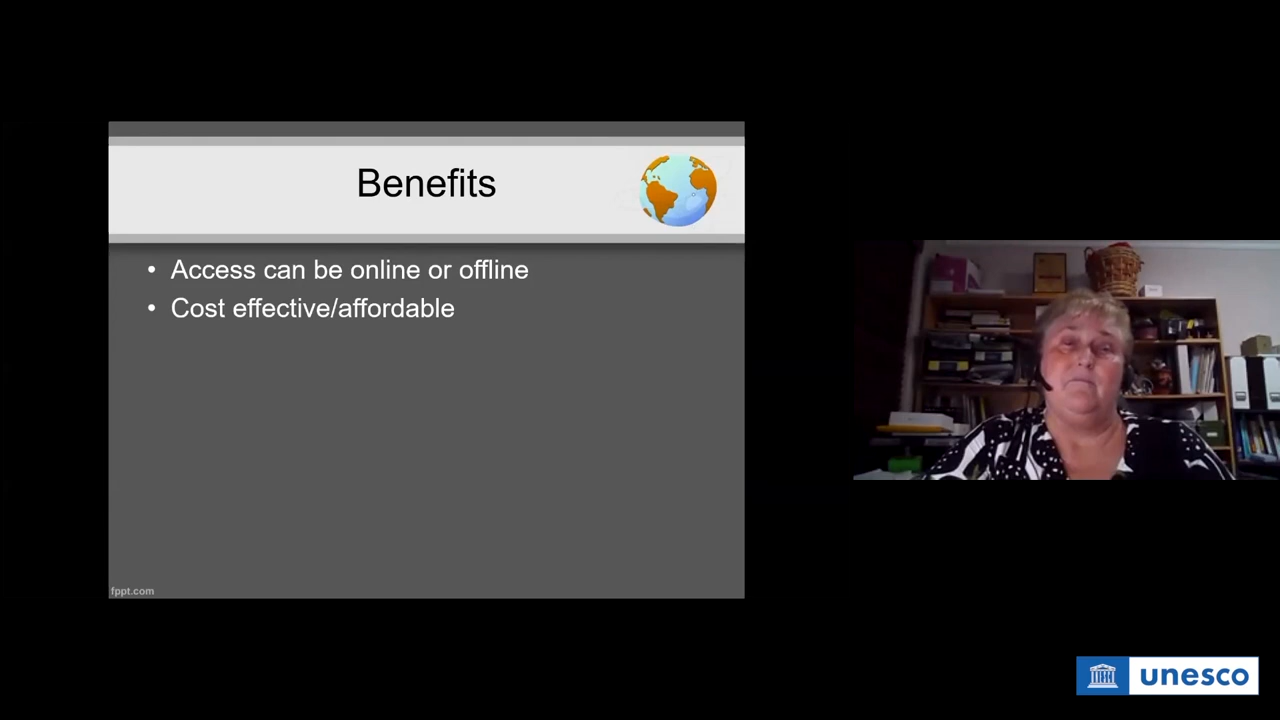 Benefits
• Access can be online or offline
• Cost effective/affordable
fppt.com
unesco